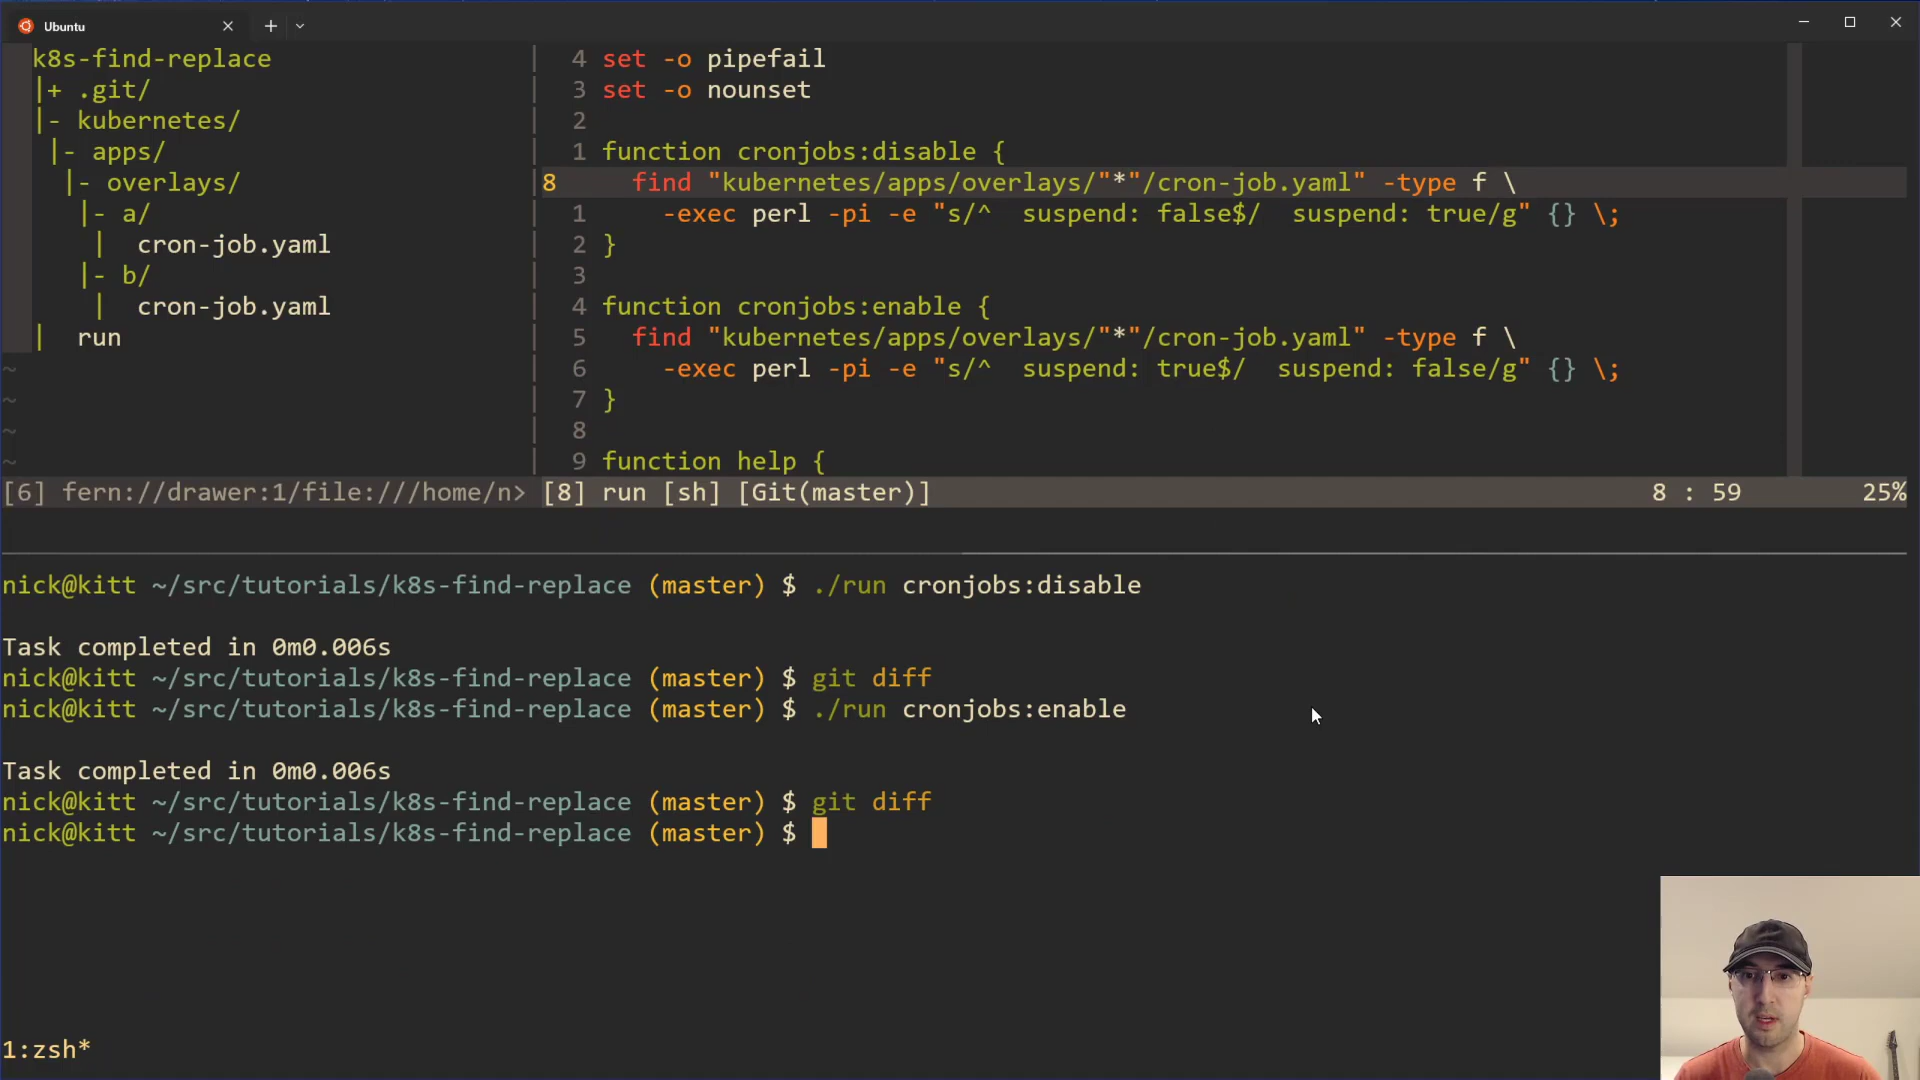 Ubuntu
k8s-find-replace
|+ .git/
|- kubernetes/
|- apps/
|- overlays/
|- a/
| cron-job.yaml
|- b/
| cron-job.yaml
| run
~
~
~
~
4 set -o pipefail
3 set -o nounset
2
1 function cronjobs:disable {
8 find "kubernetes/apps/overlays/"*"/cron-job.yaml" -type f \
1 -exec perl -pi -e "s/^  suspend: false$/  suspend: true/g" {} \;
2 }
3
4 function cronjobs:enable {
5 find "kubernetes/apps/overlays/"*"/cron-job.yaml" -type f \
6 -exec perl -pi -e "s/^  suspend: true$/  suspend: false/g" {} \;
7 }
8
9 function help {
[6] fern://drawer:1/file:///home/n> [8] run [sh] [Git(master)] 8 : 59 25%
nick@kitt ~/src/tutorials/k8s-find-replace (master) $ ./run cronjobs:disable
Task completed in 0m0.006s
nick@kitt ~/src/tutorials/k8s-find-replace (master) $ git diff
nick@kitt ~/src/tutorials/k8s-find-replace (master) $ ./run cronjobs:enable
Task completed in 0m0.006s
nick@kitt ~/src/tutorials/k8s-find-replace (master) $ git diff
nick@kitt ~/src/tutorials/k8s-find-replace (master) $
1:zsh*